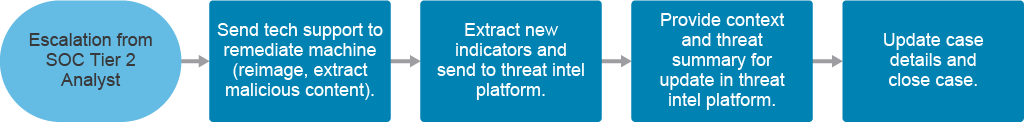 Escalation from
SOC Tier 2
Analyst
Send tech support to
remediate machine
(reimage, extract
malicious content).
Extract new
indicators and
send to threat intel
platform.
Provide context
and threat
summary for
update in threat
intel platform.
Update case
details and
close case.